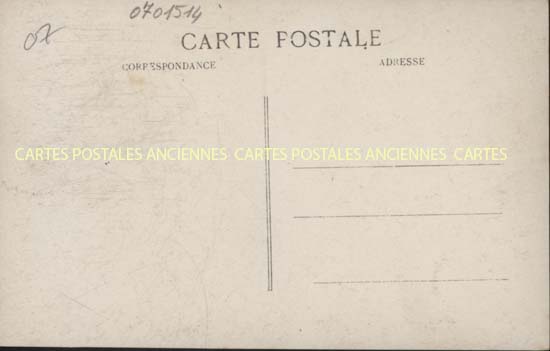 0701514
07
CARTE POSTALE
CORRESPONDANCE ADRESSE
CARTES POSTALES ANCIENNES CARTES POSTALES ANCIENNES CARTES